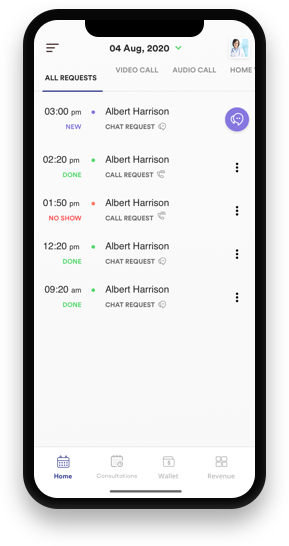 04 Aug, 2020
ALL REQUESTS VIDEO CALL AUDIO CALL HOME
03:00 pm Albert Harrison
NEW CHAT REQUEST
02:20 pm Albert Harrison
DONE CALL REQUEST
01:50 pm Albert Harrison
NO SHOW CALL REQUEST
12:20 pm Albert Harrison
DONE CHAT REQUEST
09:20 am Albert Harrison
DONE CHAT REQUEST
Home Consultations Wallet Revenue